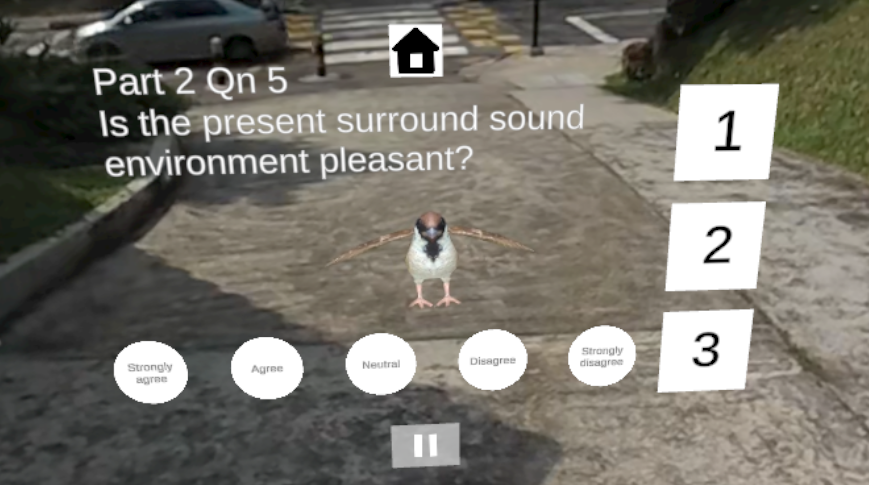 Part 2 Qn 5
Is the present surround sound
environment pleasant?
1
2
3
Strongly
agree
Agree
Neutral
Disagree
Strongly
disagree